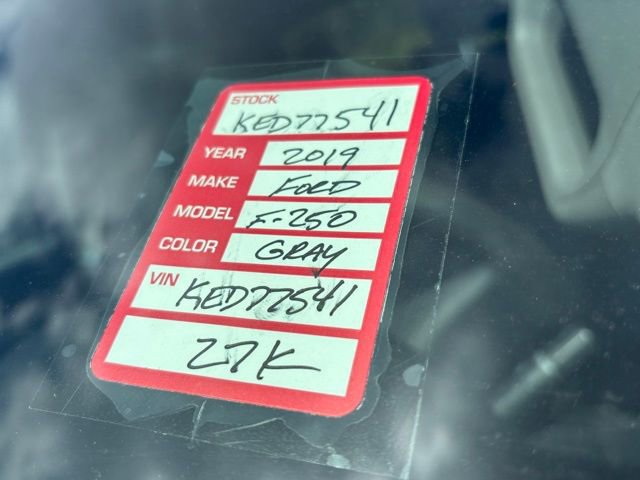 STOCK
KED77541
YEAR 2019
MAKE FORD
MODEL F-250
COLOR GRAY
VIN KED77541
27K